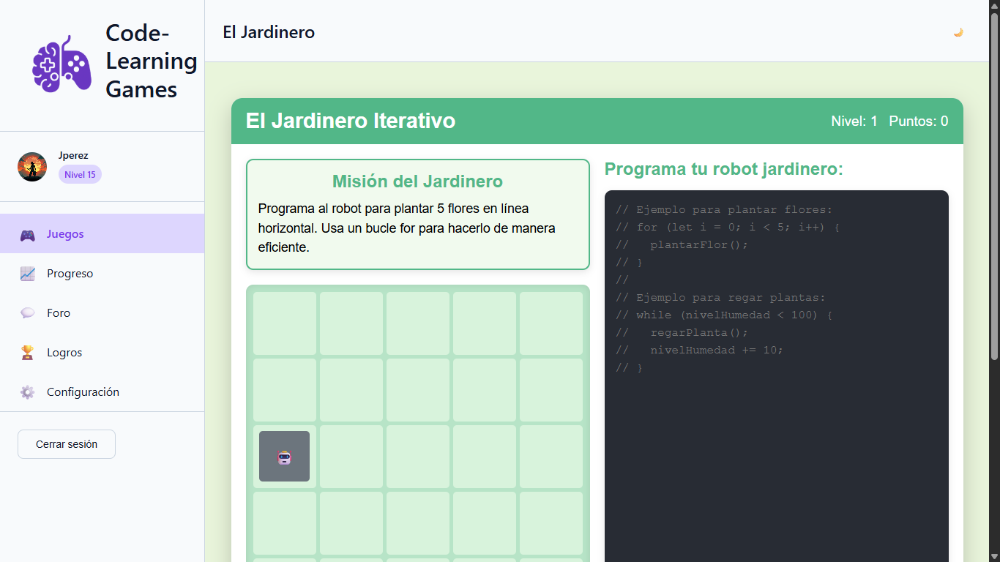 Code-
Learning
Games
Jperez
Nivel 15
Juegos
Progreso
Foro
Logros
Configuración
Cerrar sesión
El Jardinero
El Jardinero Iterativo
Nivel: 1 Puntos: 0
Misión del Jardinero
Programa al robot para plantar 5 flores en línea
horizontal. Usa un bucle for para hacerlo de manera
eficiente.
Programa tu robot jardinero:
// Ejemplo para plantar flores:
// for (let i = 0; i < 5; i++) {
//   plantarFlor();
// }
//
// Ejemplo para regar plantas:
// while (nivelHumedad < 100) {
//   regarPlanta();
//   nivelHumedad += 10;
// }